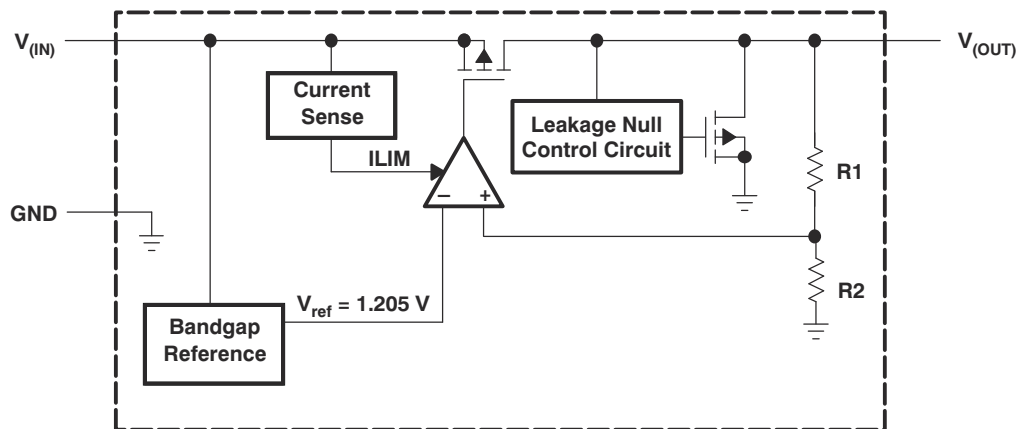 V(IN)
V(OUT)
Current
Sense
Leakage Null
Control Circuit
ILIM
R1
− +
GND
R2
Vref = 1.205 V
Bandgap
Reference